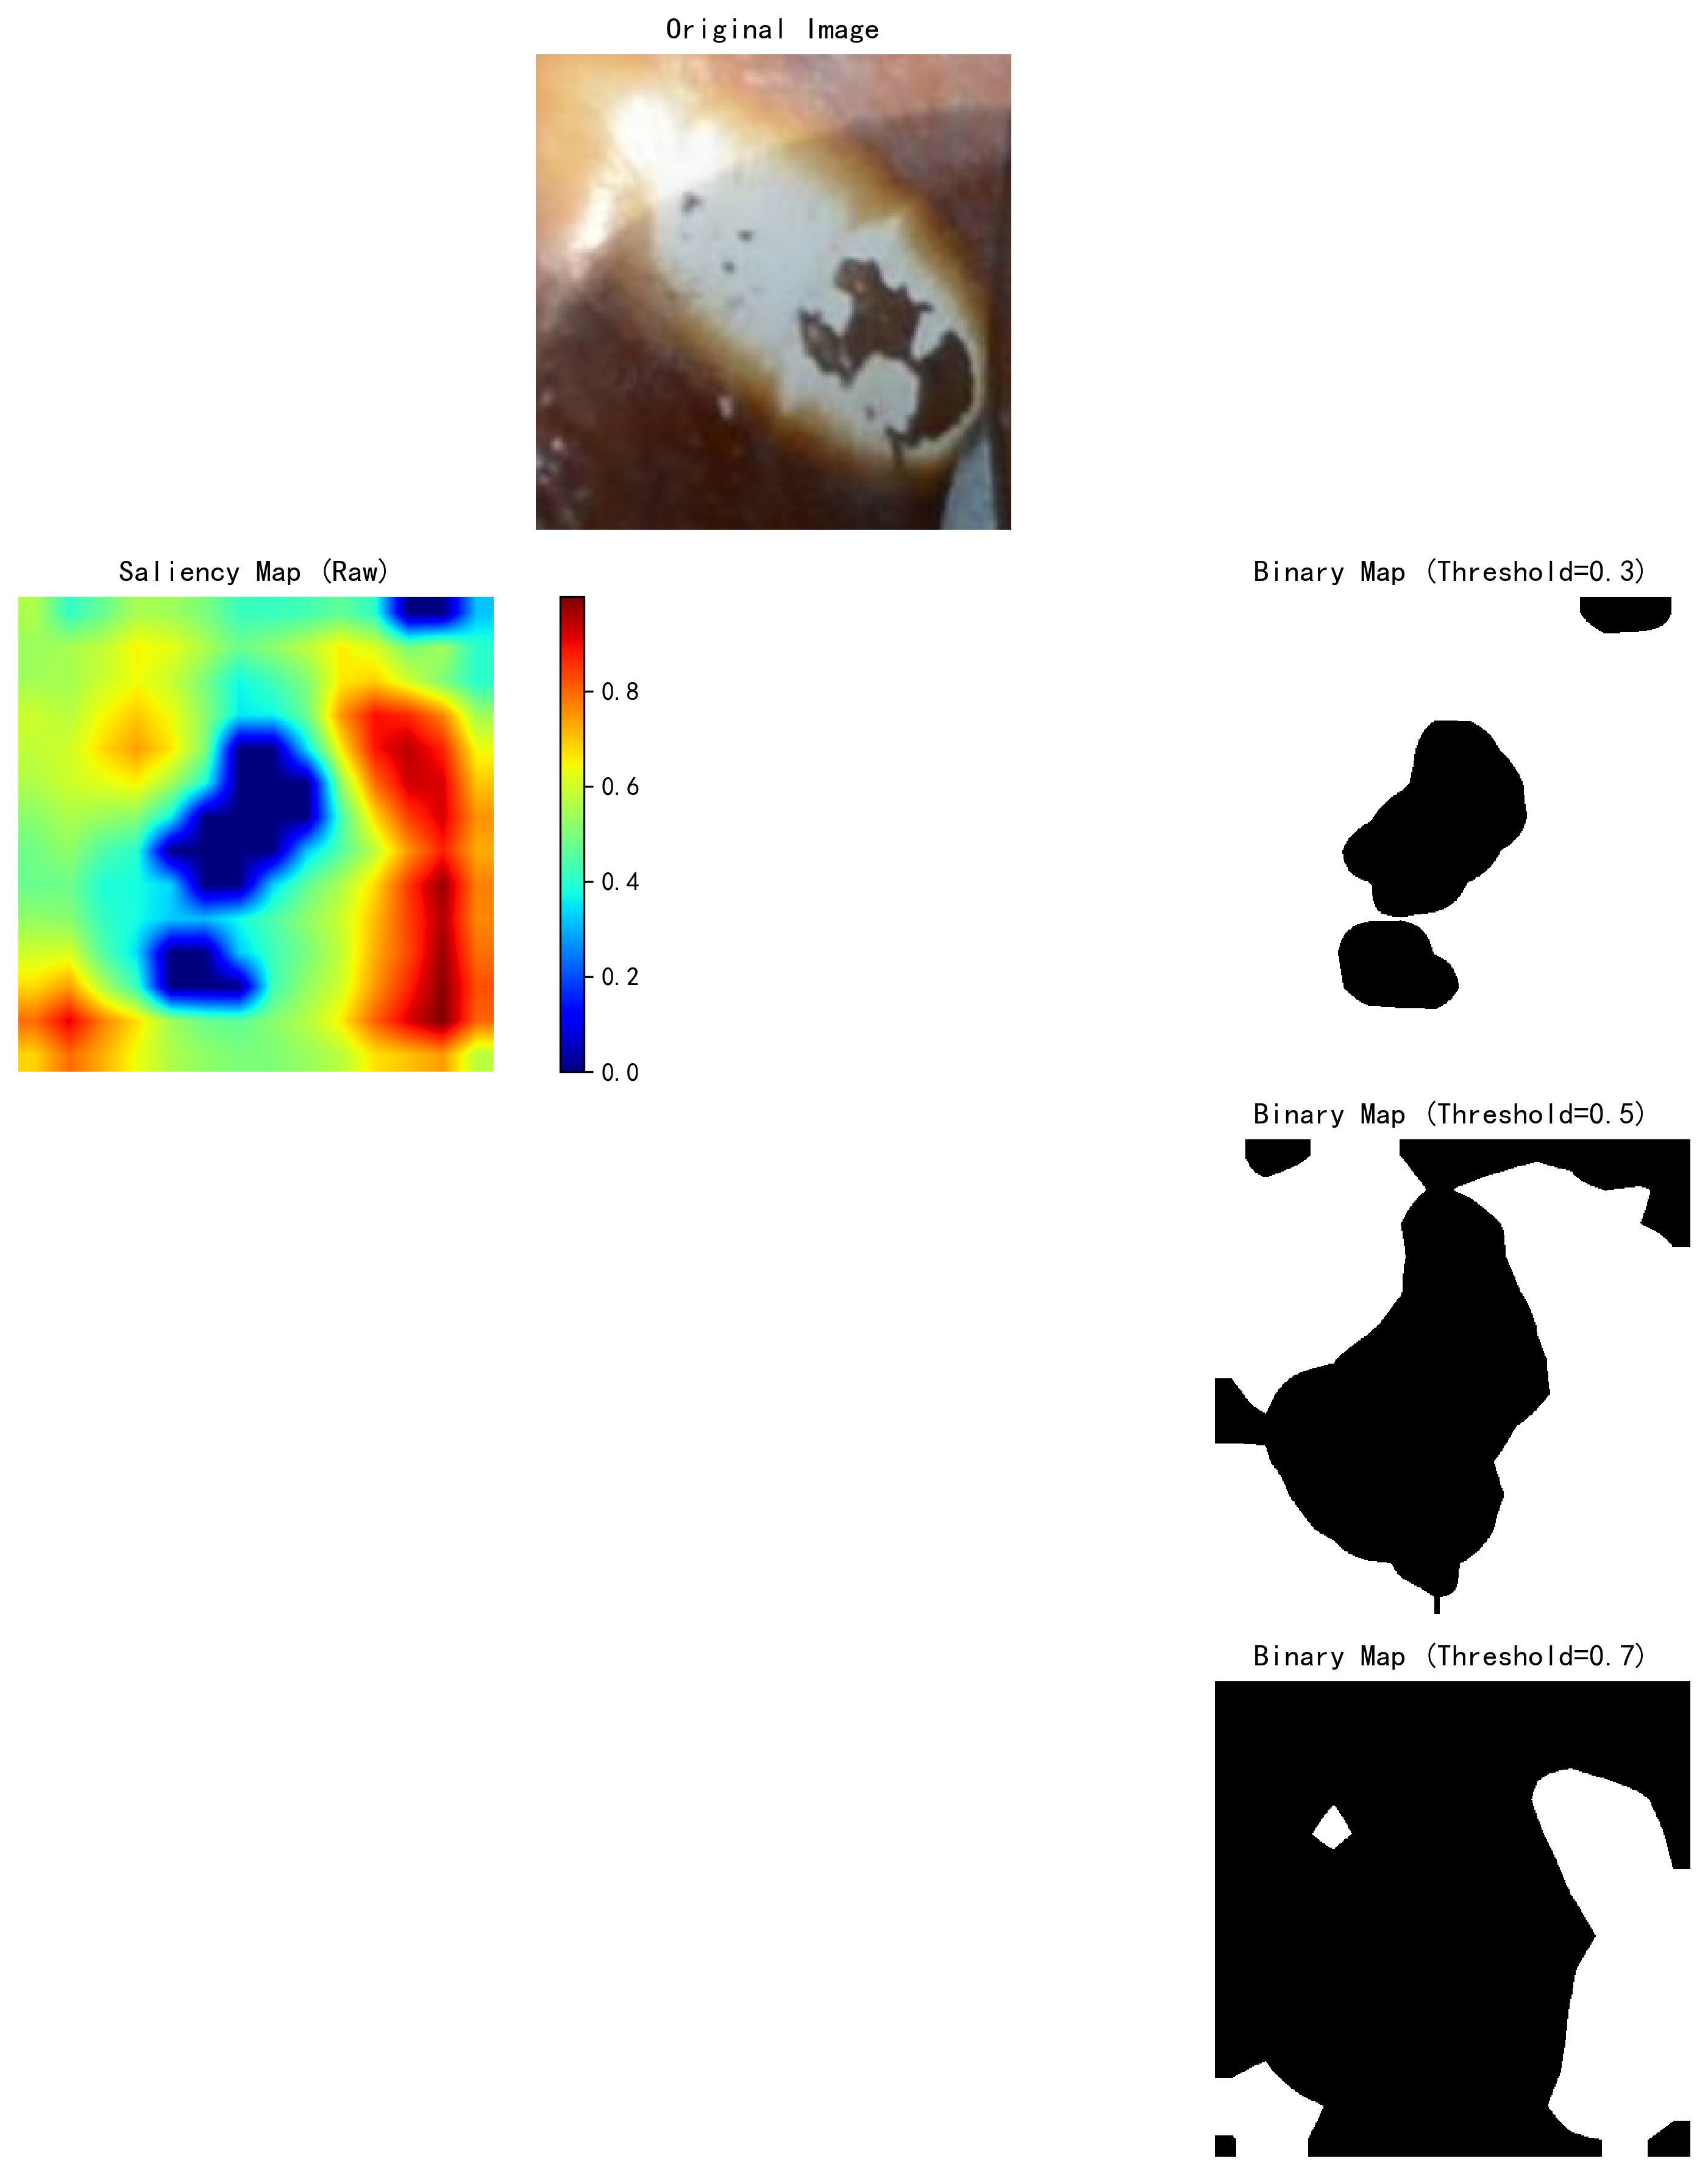 Original Image
Saliency Map (Raw)
Binary Map (Threshold=0.3)
0.8
0.6
0.4
0.2
0.0
Binary Map (Threshold=0.5)
Binary Map (Threshold=0.7)